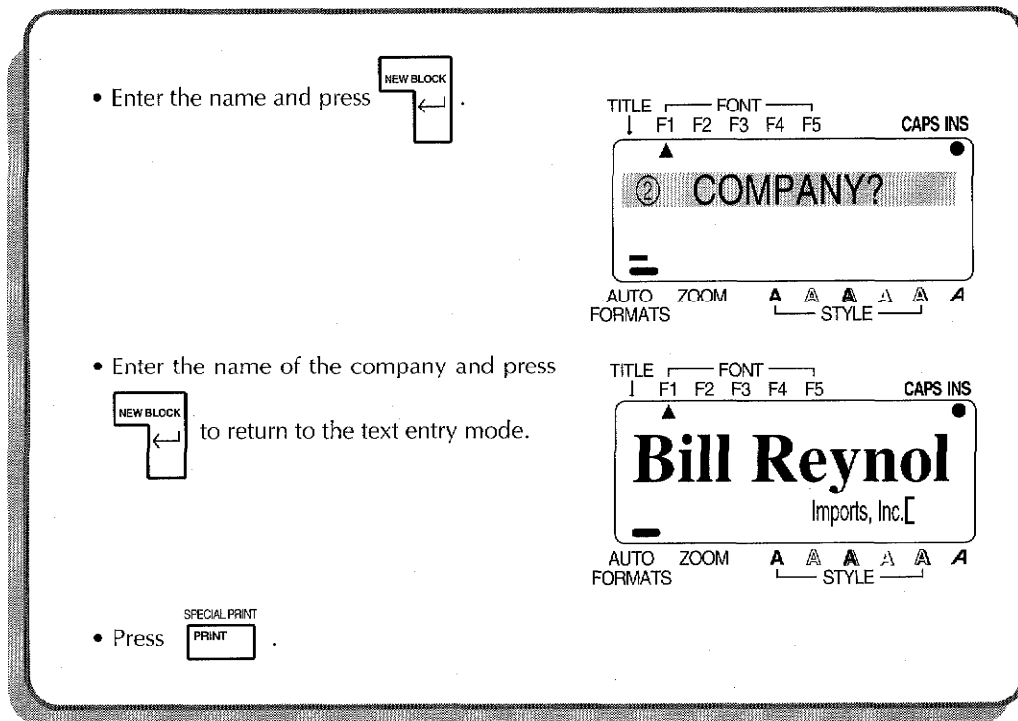 • Enter the name and press NEW BLOCK ↵ .
TITLE FONT
F1 F2 F3 F4 F5 CAPS INS
② COMPANY?
AUTO ZOOM A A A A A A
FORMATS STYLE
• Enter the name of the company and press
NEW BLOCK ↵ to return to the text entry mode.
TITLE FONT
F1 F2 F3 F4 F5 CAPS INS
Bill Reynol
Imports, Inc.[
AUTO ZOOM A A A A A A
FORMATS STYLE
SPECIAL PRINT
• Press PRINT .